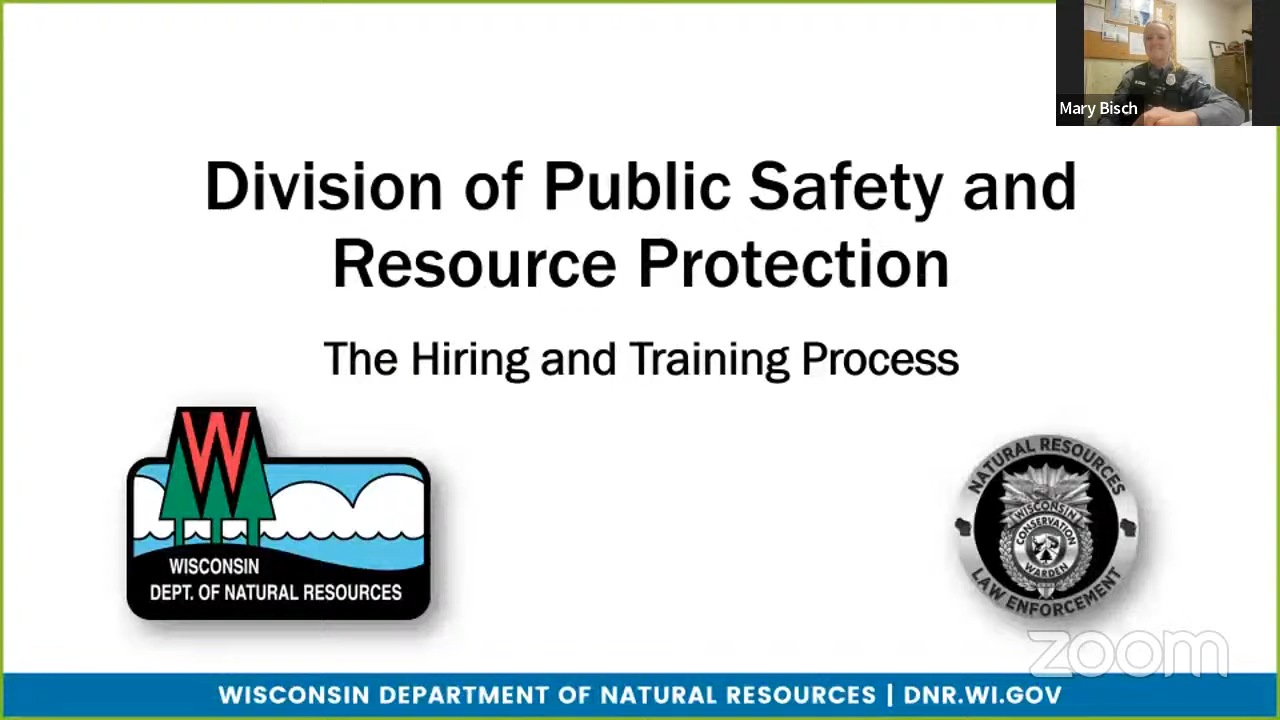 Mary Bisch
Division of Public Safety and
Resource Protection
The Hiring and Training Process
W
WISCONSIN
DEPT. OF NATURAL RESOURCES
NATURAL RESOURCES
WISCONSIN
CONSERVATION
WARDEN
LAW ENFORCEMENT
zoom
WISCONSIN DEPARTMENT OF NATURAL RESOURCES | DNR.WI.GOV